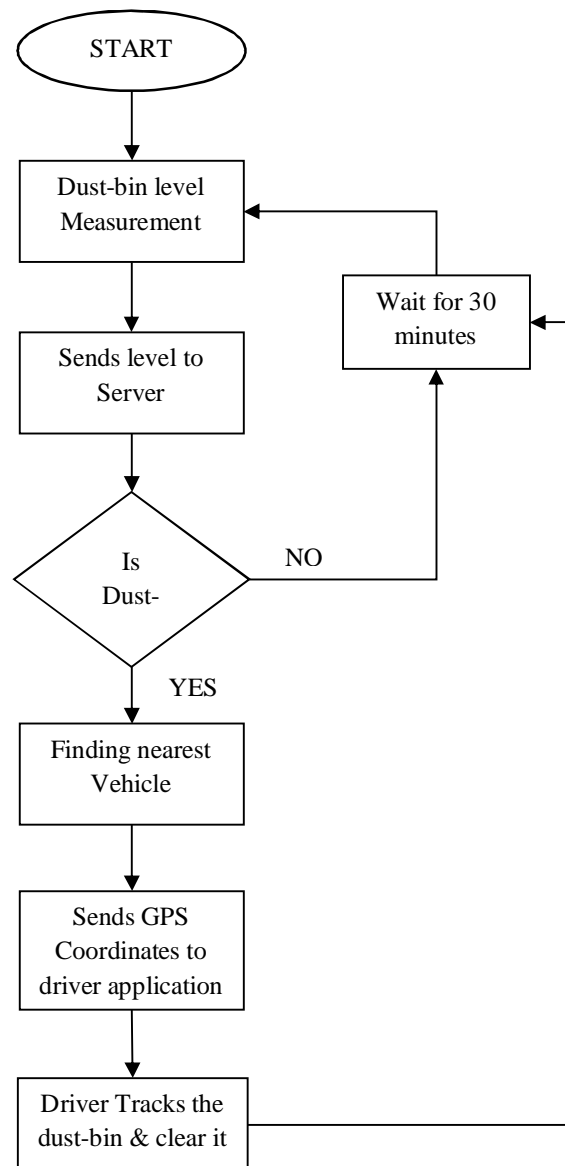 START
Dust-bin level
Measurement
Wait for 30
minutes
Sends level to
Server
Is
Dust-
NO
YES
Finding nearest
Vehicle
Sends GPS
Coordinates to
driver application
Driver Tracks the
dust-bin & clear it